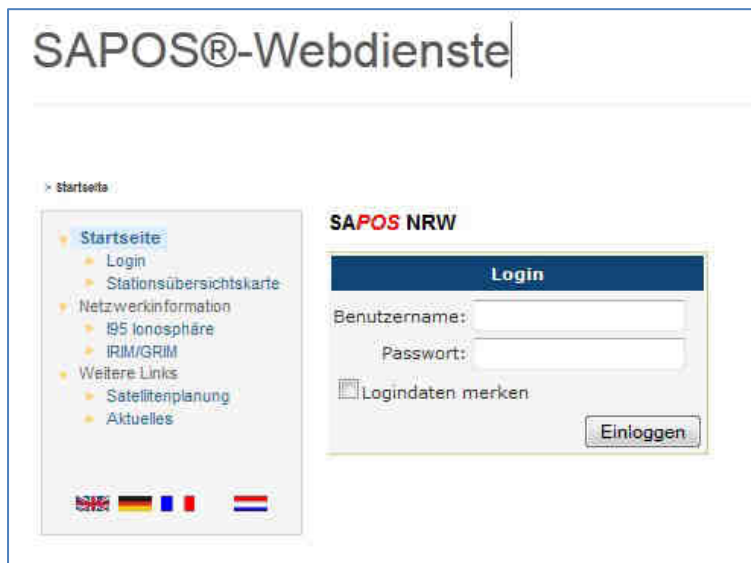 SAPOS®-Webdienste
> Startseite
Startseite
Login
Stationsübersichtskarte
Netzwerkinformation
I95 Ionosphäre
IRIM/GRIM
Weitere Links
Satellitenplanung
Aktuelles
SAPOS NRW
Login
Benutzername:
Passwort:
Logindaten merken
Einloggen